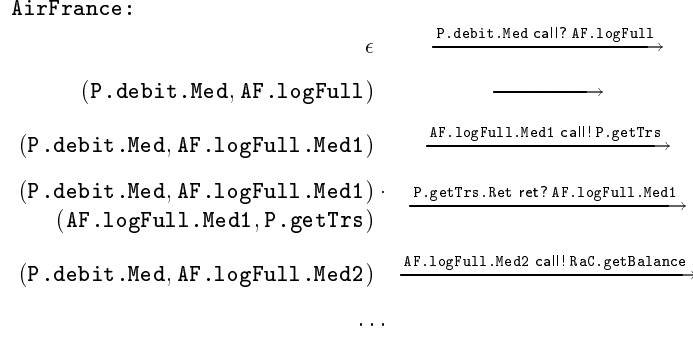 AirFrance:
ϵ P.debit.Med call? AF.logFull
(P.debit.Med, AF.logFull)
(P.debit.Med, AF.logFull.Med1) AF.logFull.Med1 call! P.getTrs
(P.debit.Med, AF.logFull.Med1) · P.getTrs.Ret ret? AF.logFull.Med1
(AF.logFull.Med1, P.getTrs)
(P.debit.Med, AF.logFull.Med2) AF.logFull.Med2 call! RaC.getBalance
...